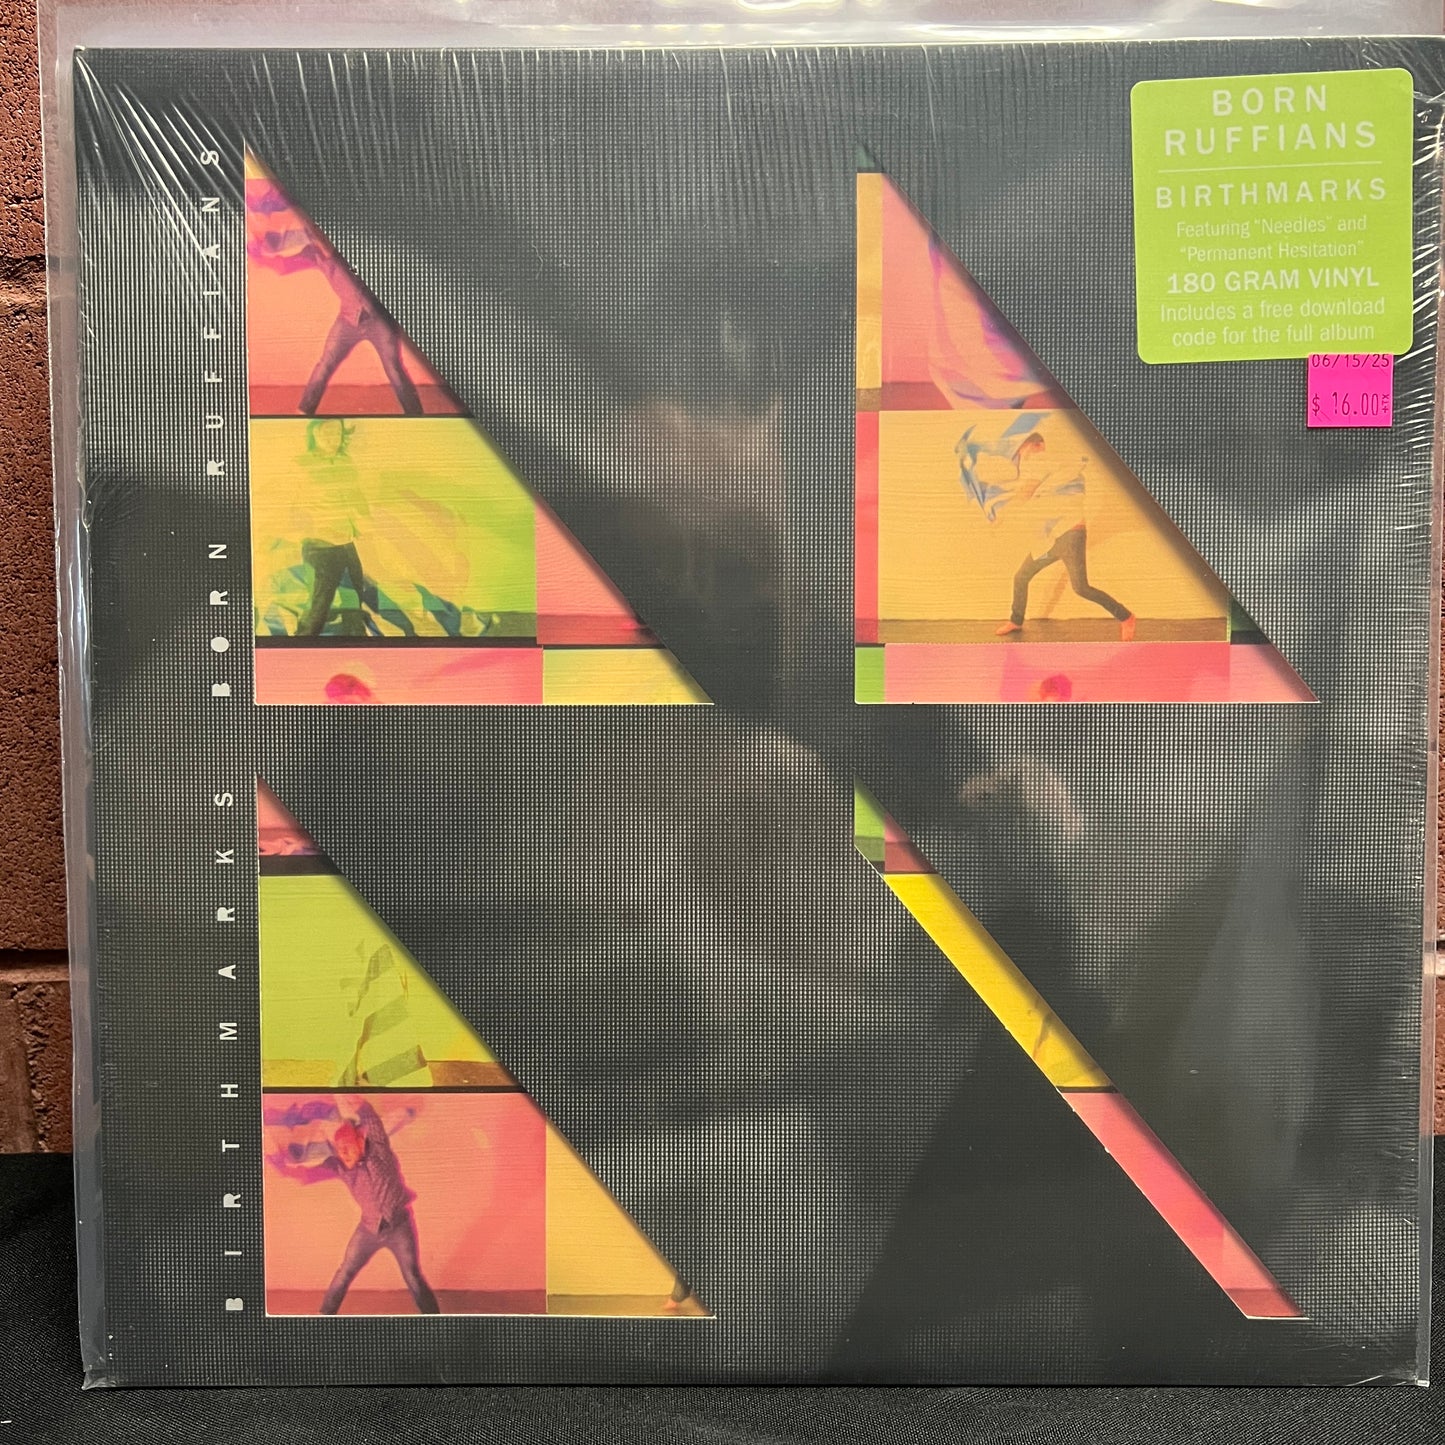 BORN
RUFFIANS
BIRTHMARKS
Featuring "Needles" and
"Permanent Hesitation"
180 GRAM VINYL
Includes a free download
code for the full album
06/15/25
$ 16.00 +TX
BIRTHMARKS BORN RUFFIANS